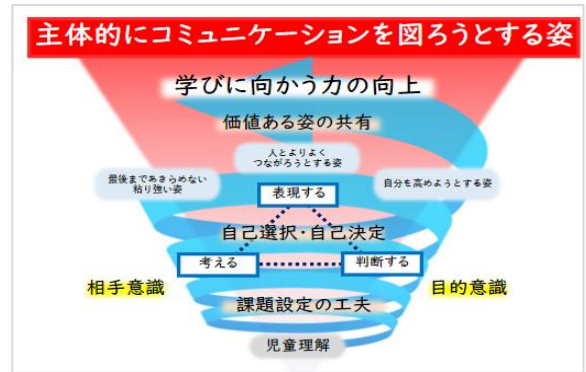 主体的にコミュニケーションを図ろうとする姿
学びに向かう力の向上
価値ある姿の共有
人とよりよく
つながろうとする姿
最後まであきらめない
粘り強い姿
自分を高めようとする姿
表現する
自己選択・自己決定
考える
判断する
相手意識
目的意識
課題設定の工夫
児童理解